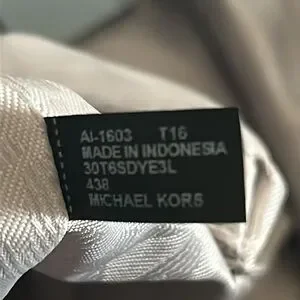 AI-1603 T16
MADE IN INDONESIA
30T6SDYE3L
438
MICHAEL KORS